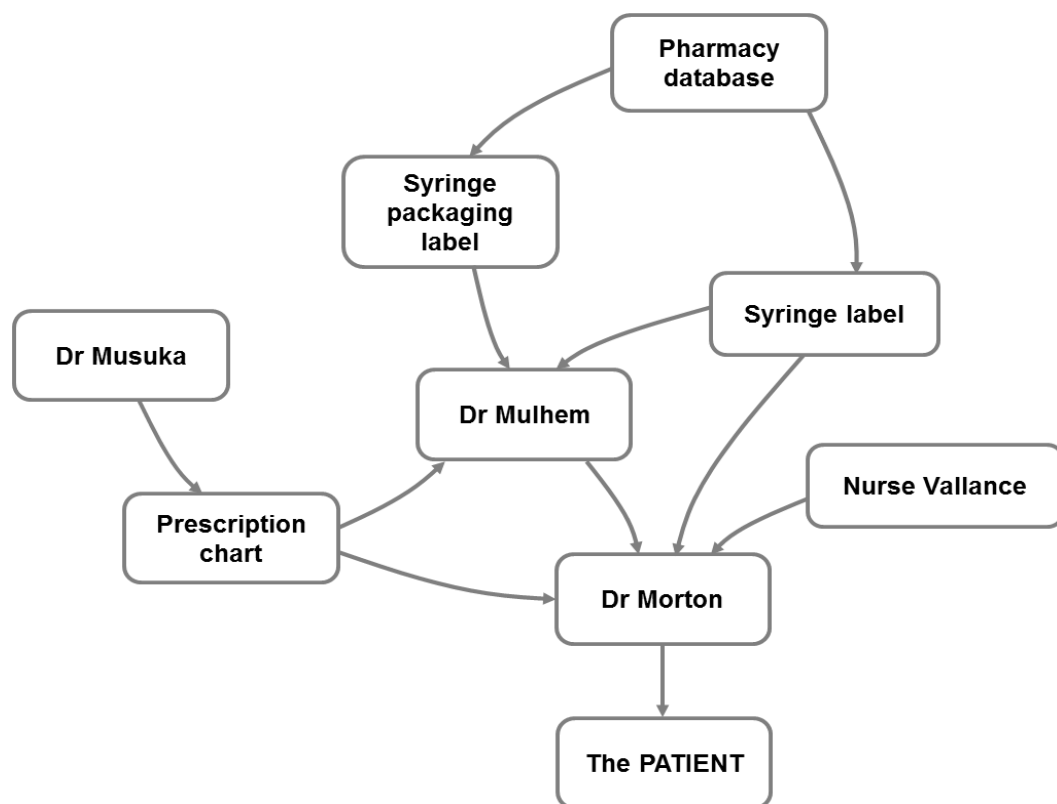 Pharmacy
database
Syringe
packaging
label
Syringe label
Dr Musuka
Dr Mulhem
Nurse Vallance
Prescription
chart
Dr Morton
The PATIENT